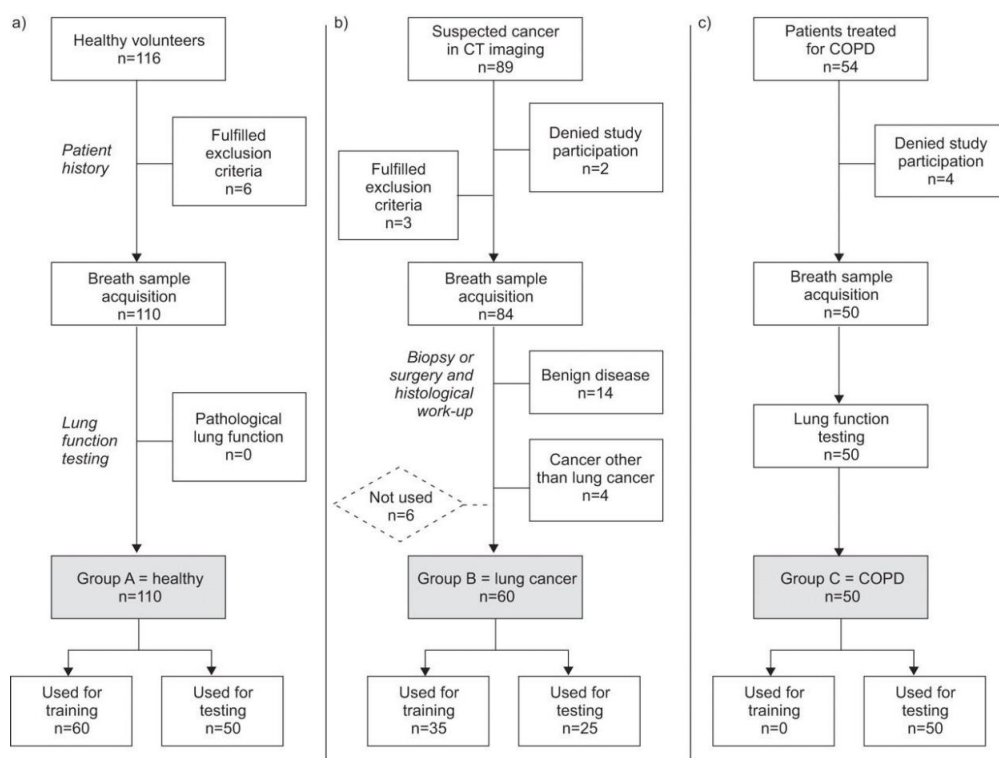 a)
Healthy volunteers
n=116
Patient
history
Fulfilled
exclusion
criteria
n=6
Breath sample
acquisition
n=110
Lung
function
testing
Pathological
lung function
n=0
Group A = healthy
n=110
Used for
training
n=60
Used for
testing
n=50
b)
Suspected cancer
in CT imaging
n=89
Denied study
participation
n=2
Fulfilled
exclusion
criteria
n=3
Breath sample
acquisition
n=84
Biopsy or
surgery and
histological
work-up
Benign disease
n=14
Cancer other
than lung cancer
n=4
Not used
n=6
Group B = lung cancer
n=60
Used for
training
n=35
Used for
testing
n=25
c)
Patients treated
for COPD
n=54
Denied study
participation
n=4
Breath sample
acquisition
n=50
Lung function
testing
n=50
Group C = COPD
n=50
Used for
training
n=0
Used for
testing
n=50